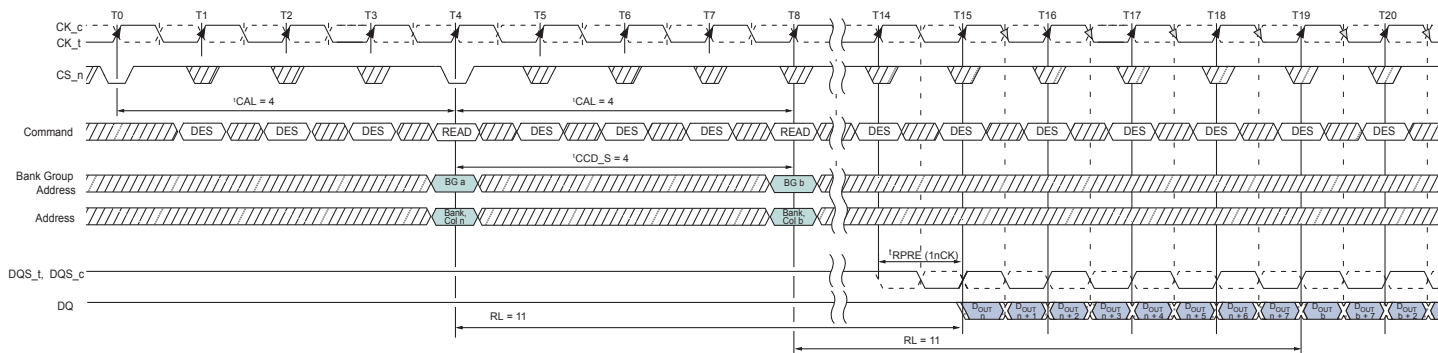 T0 T1 T2 T3 T4 T5 T6 T7 T8 T14 T15 T16 T17 T18 T19 T20
CK_c
CK_t
CS_n
tCAL = 4 tCAL = 4
Command DES DES DES READ DES DES DES READ DES DES DES DES DES DES DES
tCCD_S = 4
Bank Group
Address
BG a BG b
Address
Bank,
Col n
Bank,
Col b
tRPRE (1nCK)
DQS_t, DQS_c
DQ
DOUT
n
DOUT
n + 1
DOUT
n + 2
DOUT
n + 3
DOUT
n + 4
DOUT
n + 5
DOUT
n + 6
DOUT
n + 7
DOUT
b
DOUT
b + 7
DOUT
b + 2
RL = 11
RL = 11